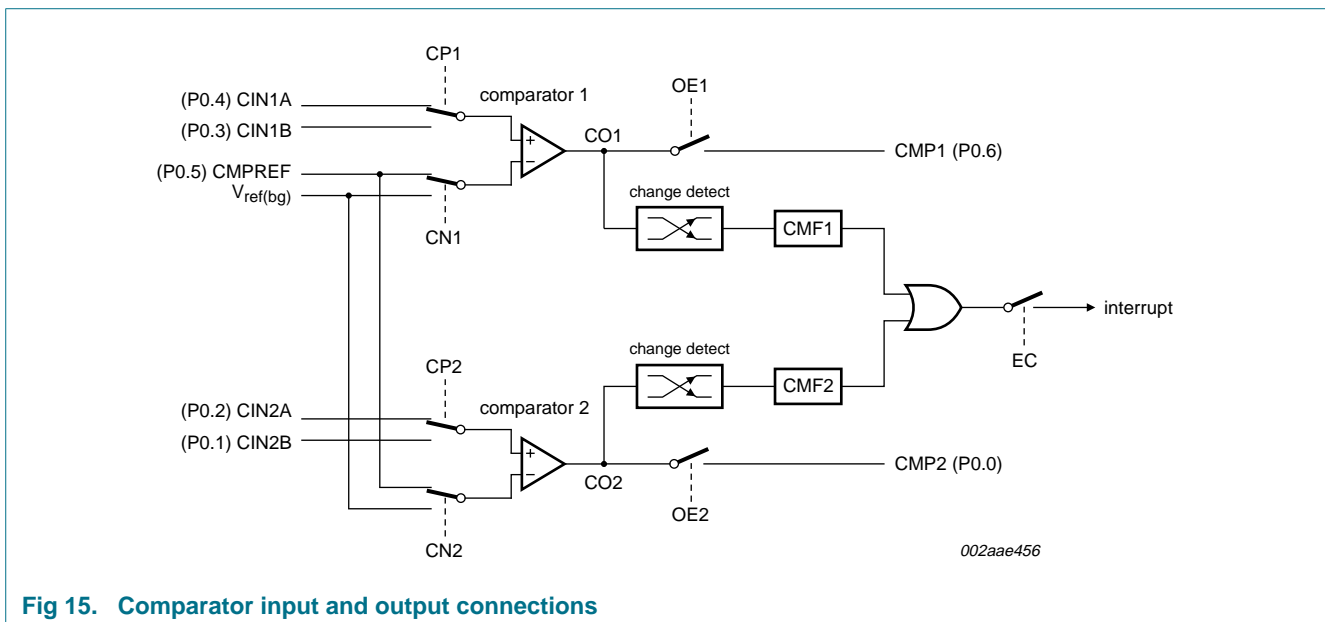 CP1
(P0.4) CIN1A
(P0.3) CIN1B
comparator 1
OE1
CO1
CMP1 (P0.6)
(P0.5) CMPREF
Vref(bg)
CN1
change detect
CMF1
interrupt
EC
change detect
CMF2
CP2
(P0.2) CIN2A
(P0.1) CIN2B
comparator 2
CO2
CMP2 (P0.0)
OE2
CN2
002aae456
+
−
+
−
Fig 15. Comparator input and output connections